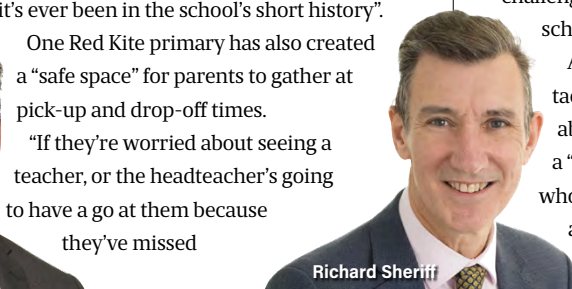 it's ever been in the school's short history".
One Red Kite primary has also created
a “safe space” for parents to gather at
pick-up and drop-off times.
“If they're worried about seeing a
teacher, or the headteacher's going
to have a go at them because
they've missed
Richard Sheriff
sch
a “
who